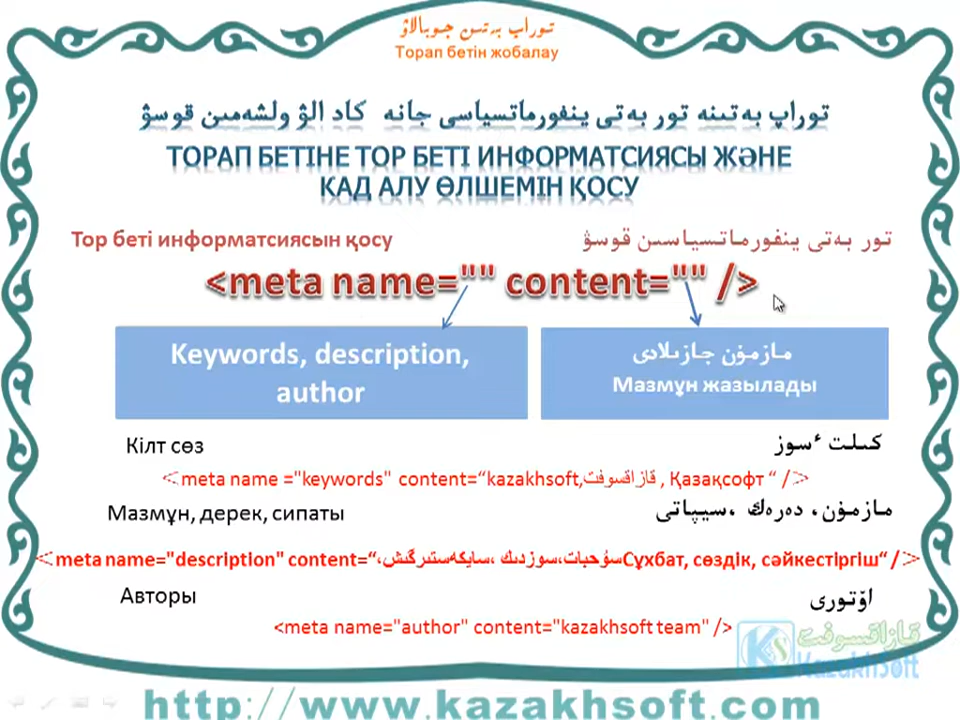 توراپ بەتىن جوبالاۋ
Торап бетін жобалау
توراپ بەتىنە تور بەتى ينفورماتسياسى جانە كاد الۋ ولشەمىن قوسۋ
ТОРАП БЕТІНЕ ТОР БЕТІ ИНФОРМАТСИЯСЫ ЖӘНЕ
КАД АЛУ ӨЛШЕМІН ҚОСУ
Тор беті информатсиясын қосу
تور بەتى ينفورماتسياسىن قوسۋ
<meta name="" content="" />
Keywords, description,
author
مازمۇن جازىلادى
Мазмұн жазылады
Кілт сөз
كىلت ٴسوز
<meta name ="keywords" content=“kazakhsoft,قازاقسوفت , Қазақсофт “ />
Мазмұн, дерек, сипаты
مازمۇن، دەرەك ،سيپاتى
<meta name="description" content=“،سۇحبات،سوزدىك ،سايكەستىرگىشСұхбат, сөздік, сәйкестіргіш“ />
Авторы
اۆتورى
<meta name="author" content="kazakhsoft team" />
قازاقسوفت
KazakhSoft
http://www.kazakhsoft.com